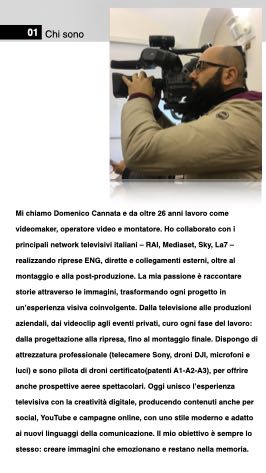 01 Chi sono
Mi chiamo Domenico Cannata e da oltre 26 anni lavoro come
videomaker, operatore video e montatore. Ho collaborato con i
principali network televisivi italiani – RAI, Mediaset, Sky, La7 –
realizzando riprese ENG, dirette e collegamenti esterni, oltre al
montaggio e alla post-produzione. La mia passione è raccontare
storie attraverso le immagini, trasformando ogni progetto in
un'esperienza visiva coinvolgente. Dalla televisione alle produzioni
aziendali, dai videoclip agli eventi privati, curo ogni fase del lavoro:
dalla progettazione alla ripresa, fino al montaggio finale. Dispongo di
attrezzatura professionale (telecamere Sony, droni DJI, microfoni e
luci) e sono pilota di droni certificato(patenti A1-A2-A3), per offrire
anche prospettive aeree spettacolari. Oggi unisco l'esperienza
televisiva con la creatività digitale, producendo contenuti anche per
social, YouTube e campagne online, con uno stile moderno e adatto
ai nuovi linguaggi della comunicazione. Il mio obiettivo è sempre lo
stesso: creare immagini che emozionano e restano nella memoria.